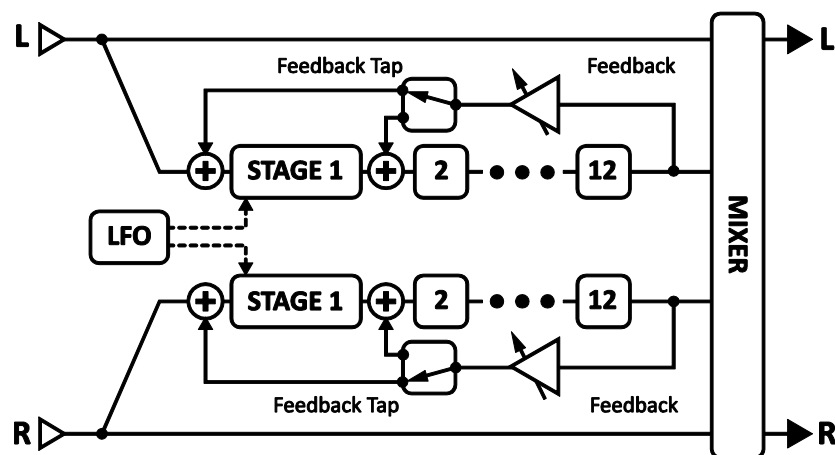 L L
Feedback Tap Feedback
+ STAGE 1 + 2 12
LFO
MIXER
+ STAGE 1 + 2 12
Feedback Tap Feedback
R R